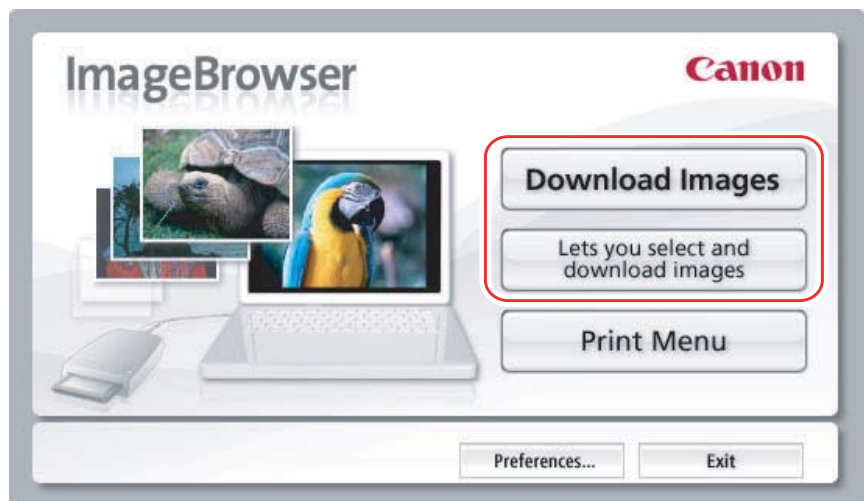 ImageBrowser
Canon
Download Images
Lets you select and
download images
Print Menu
Preferences...
Exit